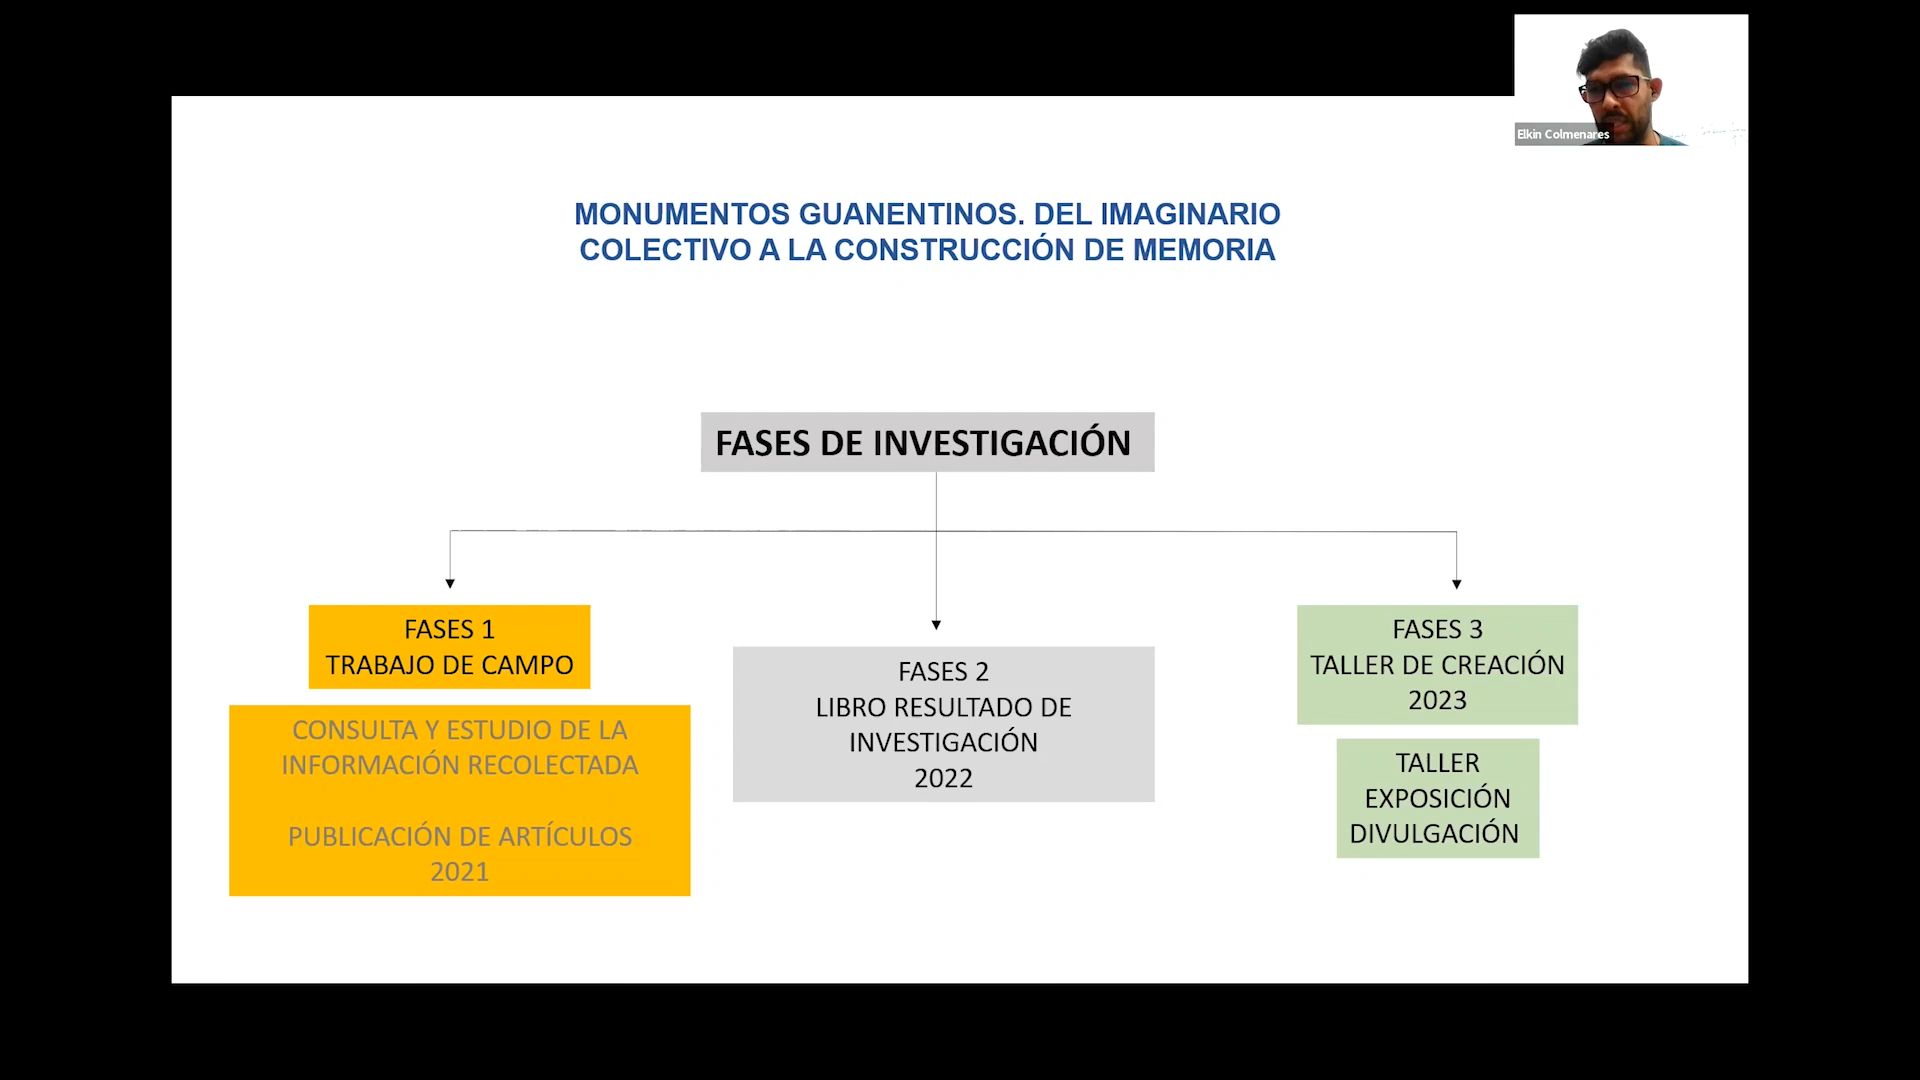 Elkin Colmenares
MONUMENTOS GUANENTINOS. DEL IMAGINARIO
COLECTIVO A LA CONSTRUCCIÓN DE MEMORIA
FASES DE INVESTIGACIÓN
FASES 1
TRABAJO DE CAMPO
CONSULTA Y ESTUDIO DE LA
INFORMACIÓN RECOLECTADA
PUBLICACIÓN DE ARTÍCULOS
2021
FASES 2
LIBRO RESULTADO DE
INVESTIGACIÓN
2022
FASES 3
TALLER DE CREACIÓN
2023
TALLER
EXPOSICIÓN
DIVULGACIÓN